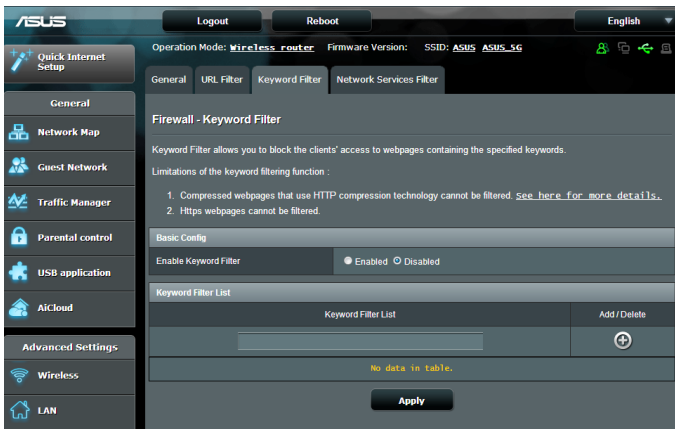 ASUS
Logout
Reboot
English
Quick Internet
Setup
Operation Mode: Wireless router Firmware Version: SSID: ASUS ASUS_5G
General
URL Filter
Keyword Filter
Network Services Filter
General
Network Map
Guest Network
Traffic Manager
Parental control
USB application
AiCloud
Advanced Settings
Wireless
LAN
Firewall - Keyword Filter
Keyword Filter allows you to block the clients' access to webpages containing the specified keywords.
Limitations of the keyword filtering function :
1. Compressed webpages that use HTTP compression technology cannot be filtered. See here for more details.
2. Https webpages cannot be filtered.
Basic Config
Enable Keyword Filter
Enabled Disabled
Keyword Filter List
Keyword Filter List
Add / Delete
No data in table.
Apply